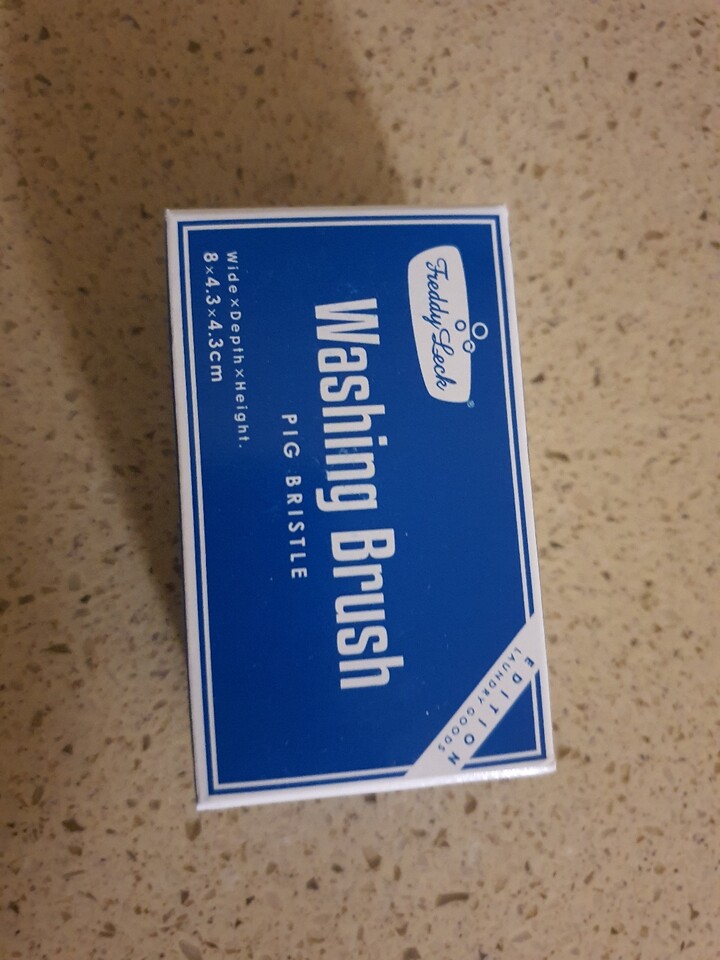 Freddy Leck®
EDITION
LAUNDRY GOODS
Washing Brush
PIG BRISTLE
Wide×Depth×Height.
8×4.3×4.3cm